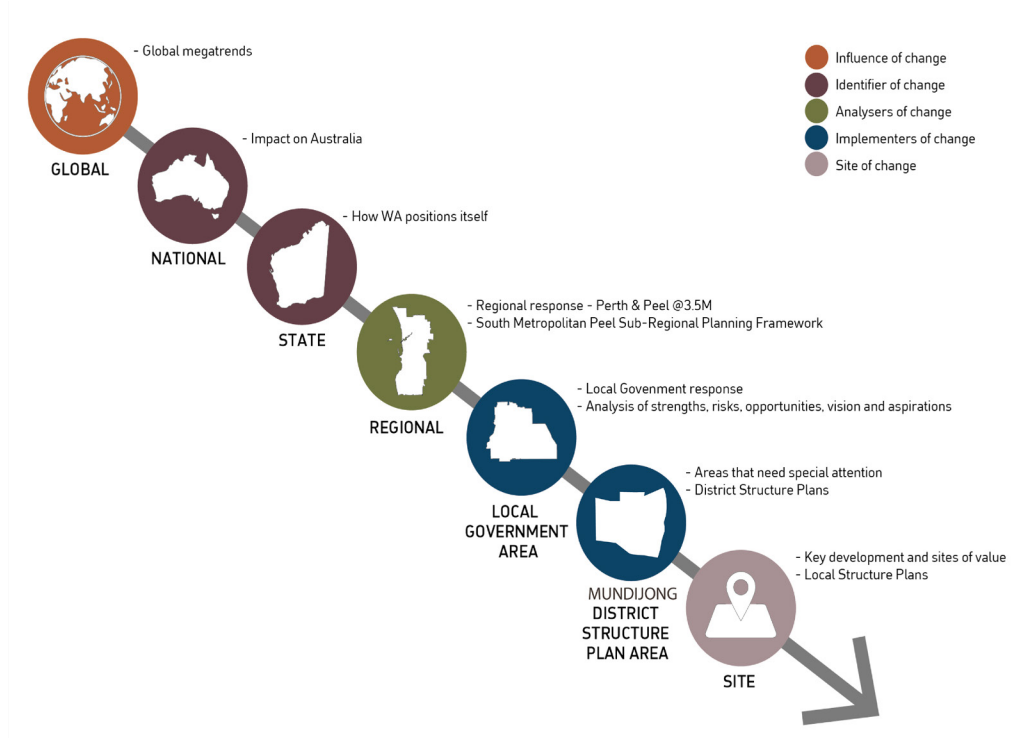 - Global megatrends
GLOBAL
Influence of change
Identifier of change
Analysers of change
Implementers of change
Site of change
- Impact on Australia
NATIONAL
- How WA positions itself
STATE
- Regional response - Perth & Peel @3.5M
- South Metropolitan Peel Sub-Regional Planning Framework
REGIONAL
- Local Govenment response
- Analysis of strengths, risks, opportunities, vision and aspirations
LOCAL
GOVERNMENT
AREA
- Areas that need special attention
- District Structure Plans
MUNDIJONG
DISTRICT
STRUCTURE
PLAN AREA
- Key development and sites of value
- Local Structure Plans
SITE